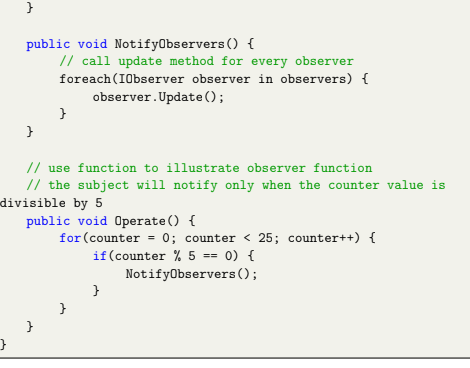 }

    public void NotifyObservers() {
        // call update method for every observer
        foreach(IObserver observer in observers) {
            observer.Update();
        }
    }

    // use function to illustrate observer function
    // the subject will notify only when the counter value is
divisible by 5
    public void Operate() {
        for(counter = 0; counter < 25; counter++) {
            if(counter % 5 == 0) {
                NotifyObservers();
            }
        }
    }
}